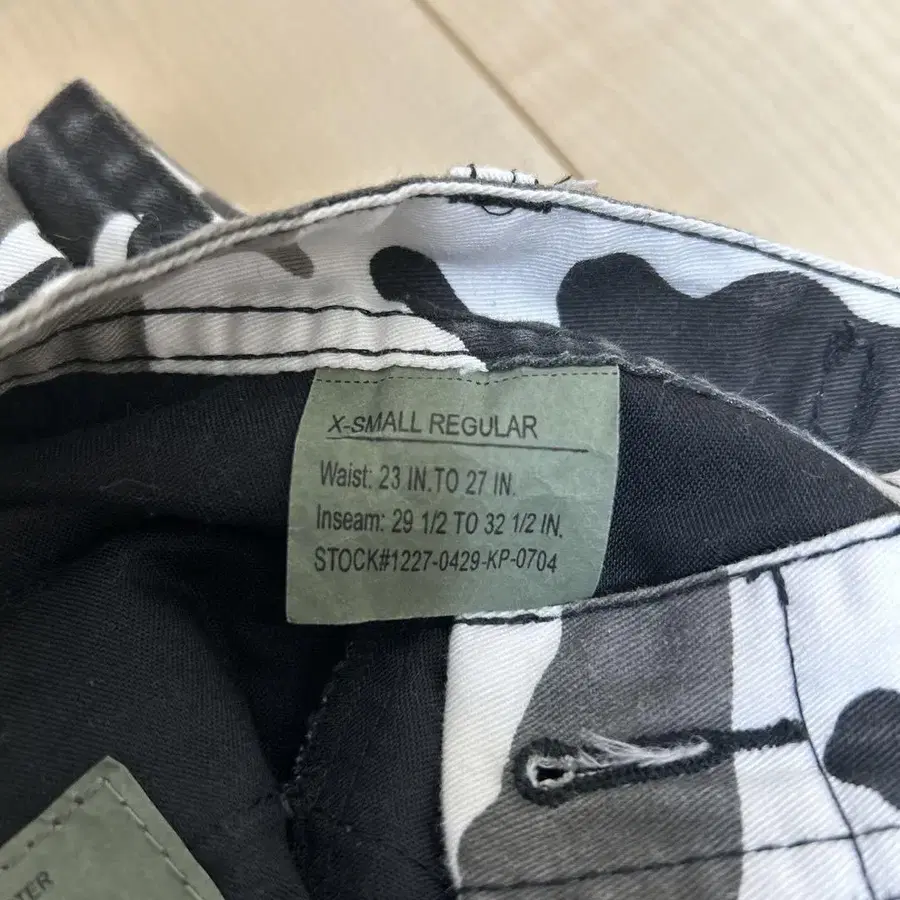 X-SMALL REGULAR
Waist: 23 IN.TO 27 IN.
Inseam: 29 1/2 TO 32 1/2 IN.
STOCK#1227-0429-KP-0704
TER